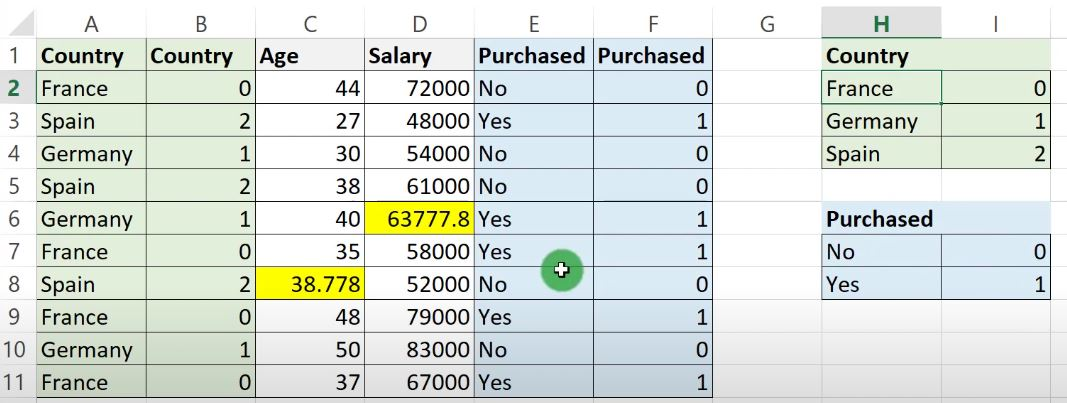 A B C D E F G H I
1 Country Country Age Salary Purchased Purchased Country
2 France 0 44 72000 No 0 France 0
3 Spain 2 27 48000 Yes 1 Germany 1
4 Germany 1 30 54000 No 0 Spain 2
5 Spain 2 38 61000 No 0
6 Germany 1 40 63777.8 Yes 1 Purchased
7 France 0 35 58000 Yes 1 No 0
8 Spain 2 38.778 52000 No 0 Yes 1
9 France 0 48 79000 Yes 1
10 Germany 1 50 83000 No 0
11 France 0 37 67000 Yes 1